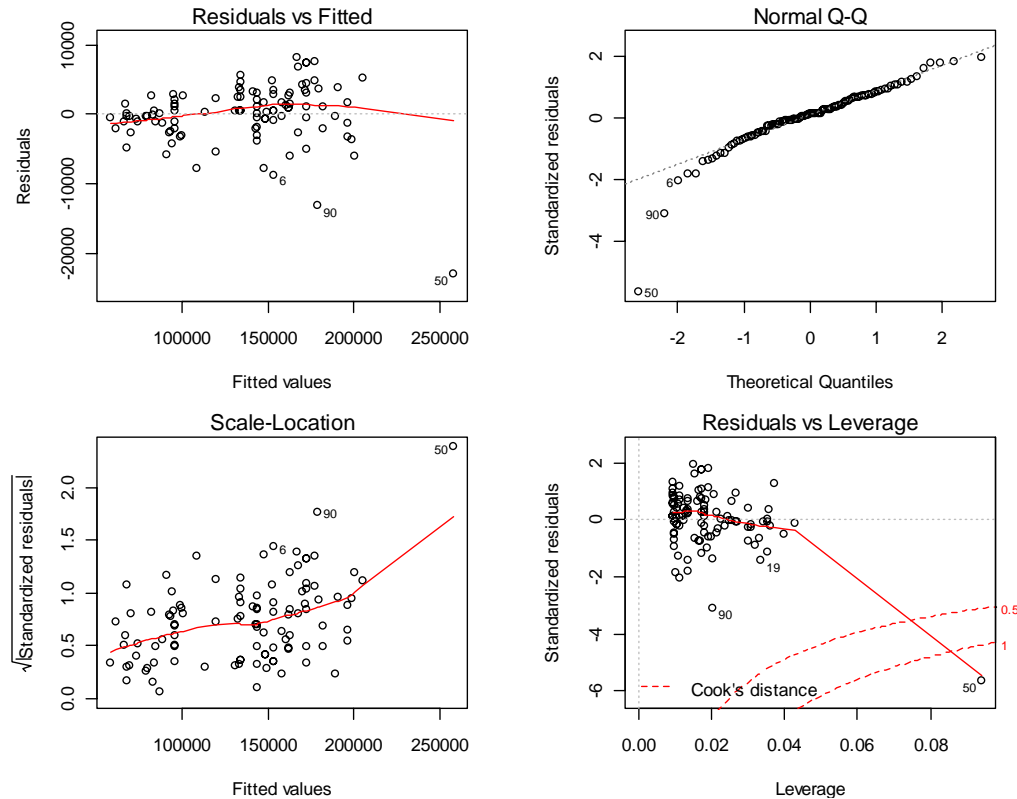 Residuals vs Fitted
Residuals
10000
0
-10000
-20000
6
90
50
100000 150000 200000 250000
Fitted values
Normal Q-Q
Standardized residuals
2
0
-2
-4
6
90
50
-2 -1 0 1 2
Theoretical Quantiles
Scale-Location
√|Standardized residuals|
2.0
1.5
1.0
0.5
0.0
50
90
6
100000 150000 200000 250000
Fitted values
Residuals vs Leverage
Standardized residuals
2
0
-2
-4
-6
19
90
50
0.5
1
Cook's distance
0.00 0.02 0.04 0.06 0.08
Leverage